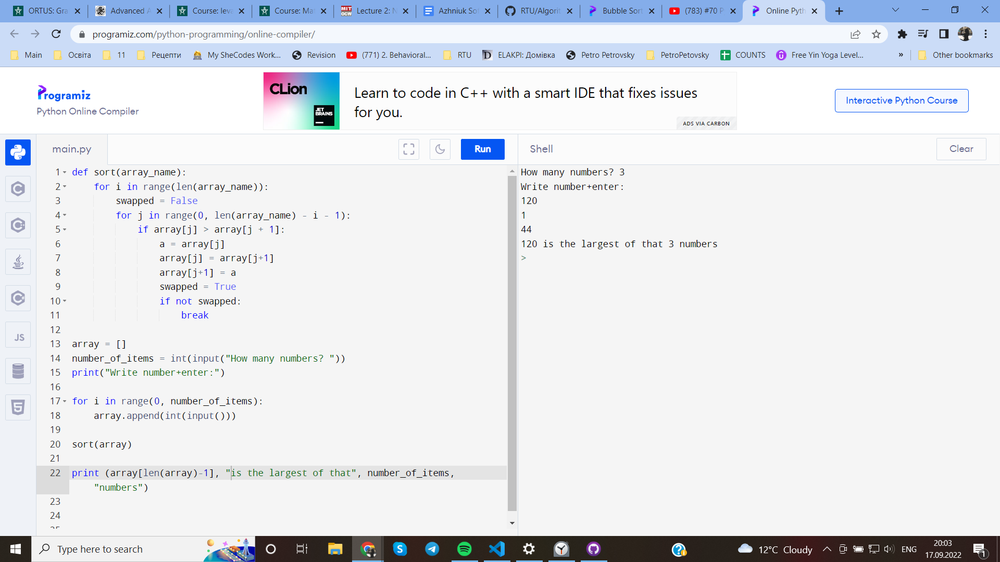 ORTUS: Gra
Advanced A
Course: Ieva
Course: Mat
Lecture 2: N
Azhniuk Sof
RTU/Algorit
Bubble Sort
(783) #70 P
Online Pyth
programiz.com/python-programming/online-compiler/
Main
Освіта
11
Рецепти
My SheCodes Work...
Revision
(771) 2. Behavioral...
RTU
ELAKPI: Домівка
Petro Petrovsky
PetroPetovsky
COUNTS
Free Yin Yoga Level...
»
Other bookmarks
Programiz
Python Online Compiler
CLion
JET
BRAINS
Learn to code in C++ with a smart IDE that fixes issues
for you.
ADS VIA CARBON
Interactive Python Course
main.py
Run
Shell
Clear
1 def sort(array_name):
2     for i in range(len(array_name)):
3         swapped = False
4         for j in range(0, len(array_name) - i - 1):
5             if array[j] > array[j + 1]:
6                 a = array[j]
7                 array[j] = array[j+1]
8                 array[j+1] = a
9                 swapped = True
10                 if not swapped:
11                     break
12
13 array = []
14 number_of_items = int(input("How many numbers? "))
15 print("Write number+enter:")
16
17 for i in range(0, number_of_items):
18     array.append(int(input()))
19
20 sort(array)
21
22 print (array[len(array)-1], "is the largest of that", number_of_items,
"numbers")
23
24
How many numbers? 3
Write number+enter:
120
1
44
120 is the largest of that 3 numbers
>
JS
Type here to search
12°C Cloudy
ENG
20:03
17.09.2022
1